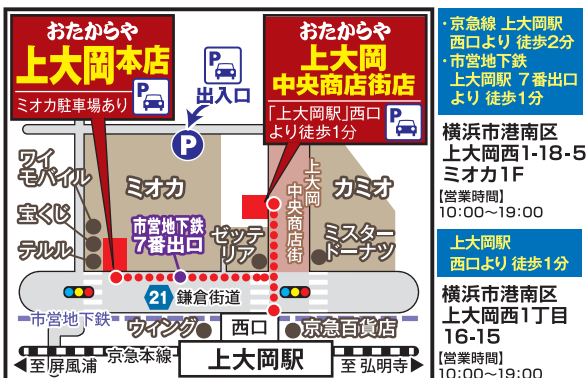 おたからや
上大岡本店
ミオカ駐車場あり P
P
出入口
P
おたからや
上大岡
中央商店街店
「上大岡駅」西口
より徒歩1分
P
ワイ
モバイル
宝くじ
テルル
ミオカ
市営地下鉄
7番出口
ゼッテ
リア
上大岡
中央商店街
カミオ
ミスター
ドーナツ
21 鎌倉街道
市営地下鉄
ウィング
西口
京急百貨店
京急本線
上大岡駅
至屏風浦
至弘明寺
・京急線 上大岡駅
西口より 徒歩2分
・市営地下鉄
上大岡駅 7番出口
より 徒歩1分
横浜市港南区
上大岡西1-18-5
ミオカ1F
【営業時間】
10:00～19:00
上大岡駅
西口より 徒歩1分
横浜市港南区
上大岡西1丁目
16-15
【営業時間】
10:00～19:00